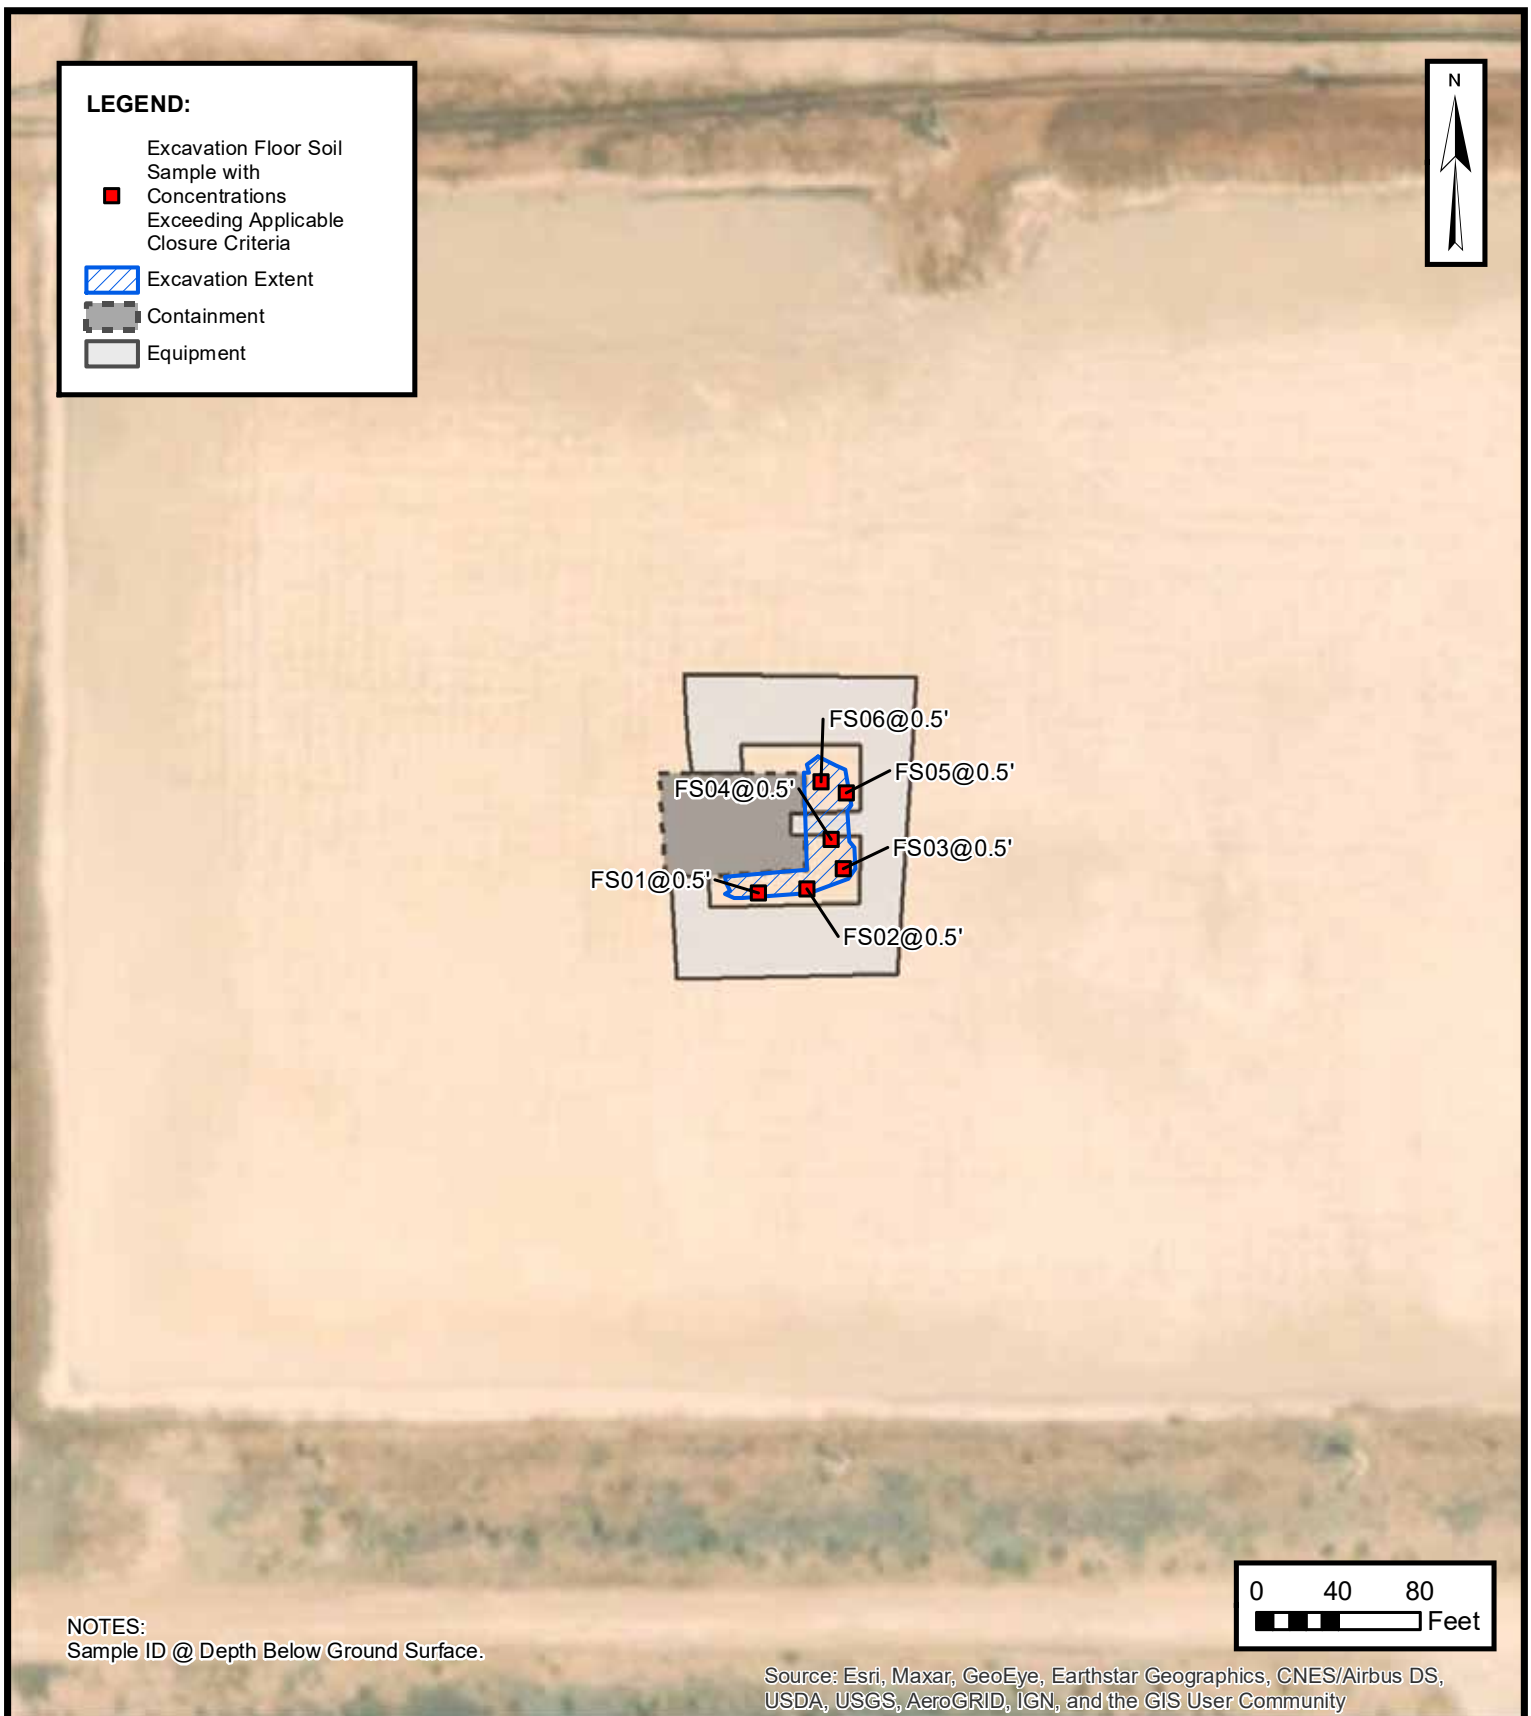 LEGEND:
Excavation Floor Soil
Sample with
Concentrations
Exceeding Applicable
Closure Criteria
Excavation Extent
Containment
Equipment
N
FS06@0.5'
FS05@0.5'
FS04@0.5'
FS03@0.5'
FS01@0.5'
FS02@0.5'
0 40 80
Feet
NOTES:
Sample ID @ Depth Below Ground Surface.
Source: Esri, Maxar, GeoEye, Earthstar Geographics, CNES/Airbus DS,
USDA, USGS, AeroGRID, IGN, and the GIS User Community